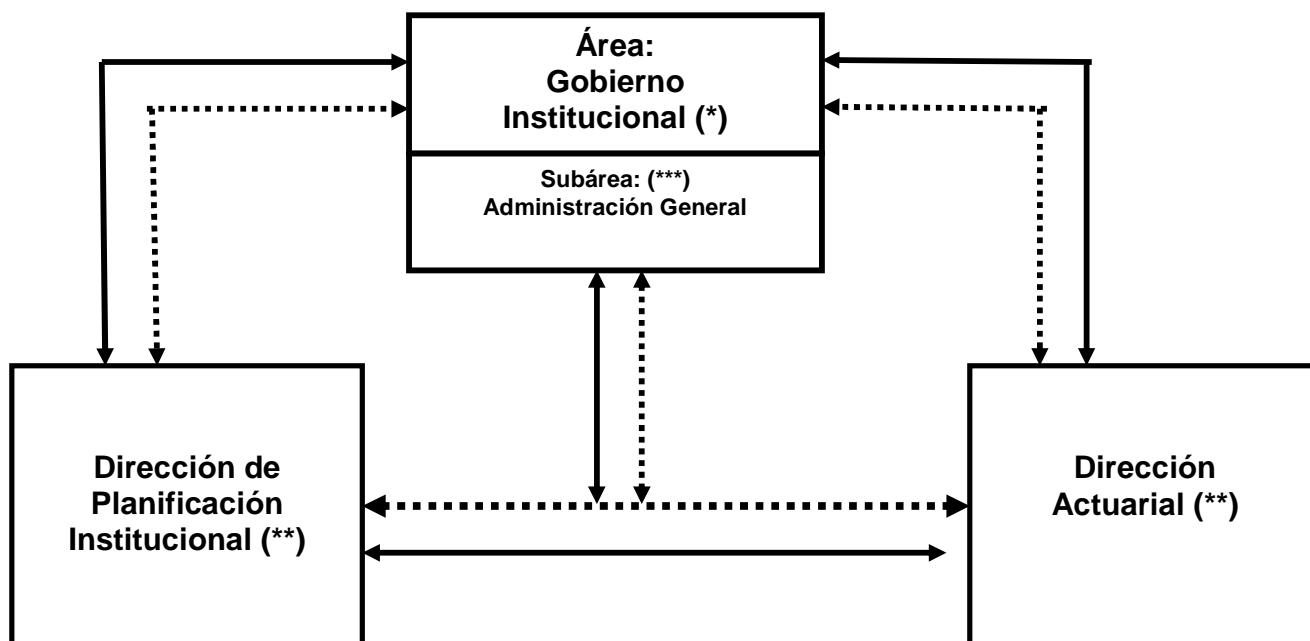 Área:
Gobierno
Institucional (*)
Subárea: (***)
Administración General
Dirección de
Planificación
Institucional (**)
Dirección
Actuarial (**)